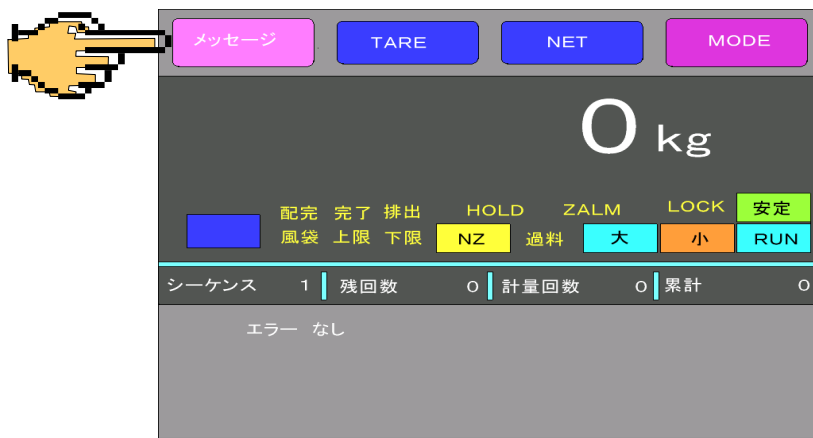 メッセージ TARE NET MODE
0 kg
配完 完了 排出 HOLD ZALM LOCK 安定
風袋 上限 下限 NZ 過料 大 小 RUN
シーケンス 1 残回数 0 計量回数 0 累計 0
エラー なし